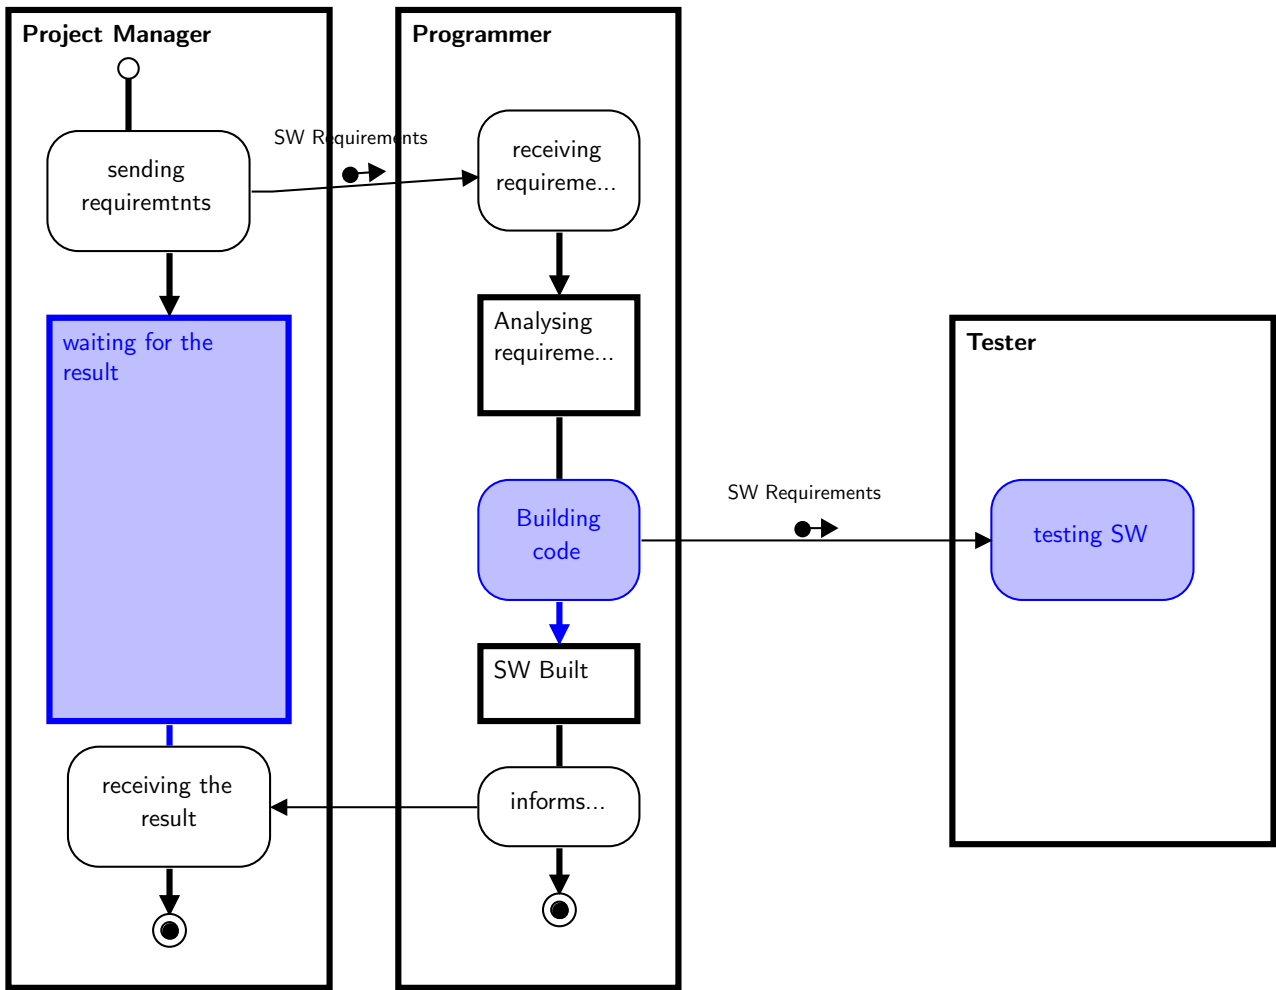 Project Manager
sending
requiremtnts
waiting for the
result
receiving the
result
SW Requirements
Programmer
receiving
requireme...
Analysing
requireme...
Building
code
SW Built
informs...
SW Requirements
Tester
testing SW